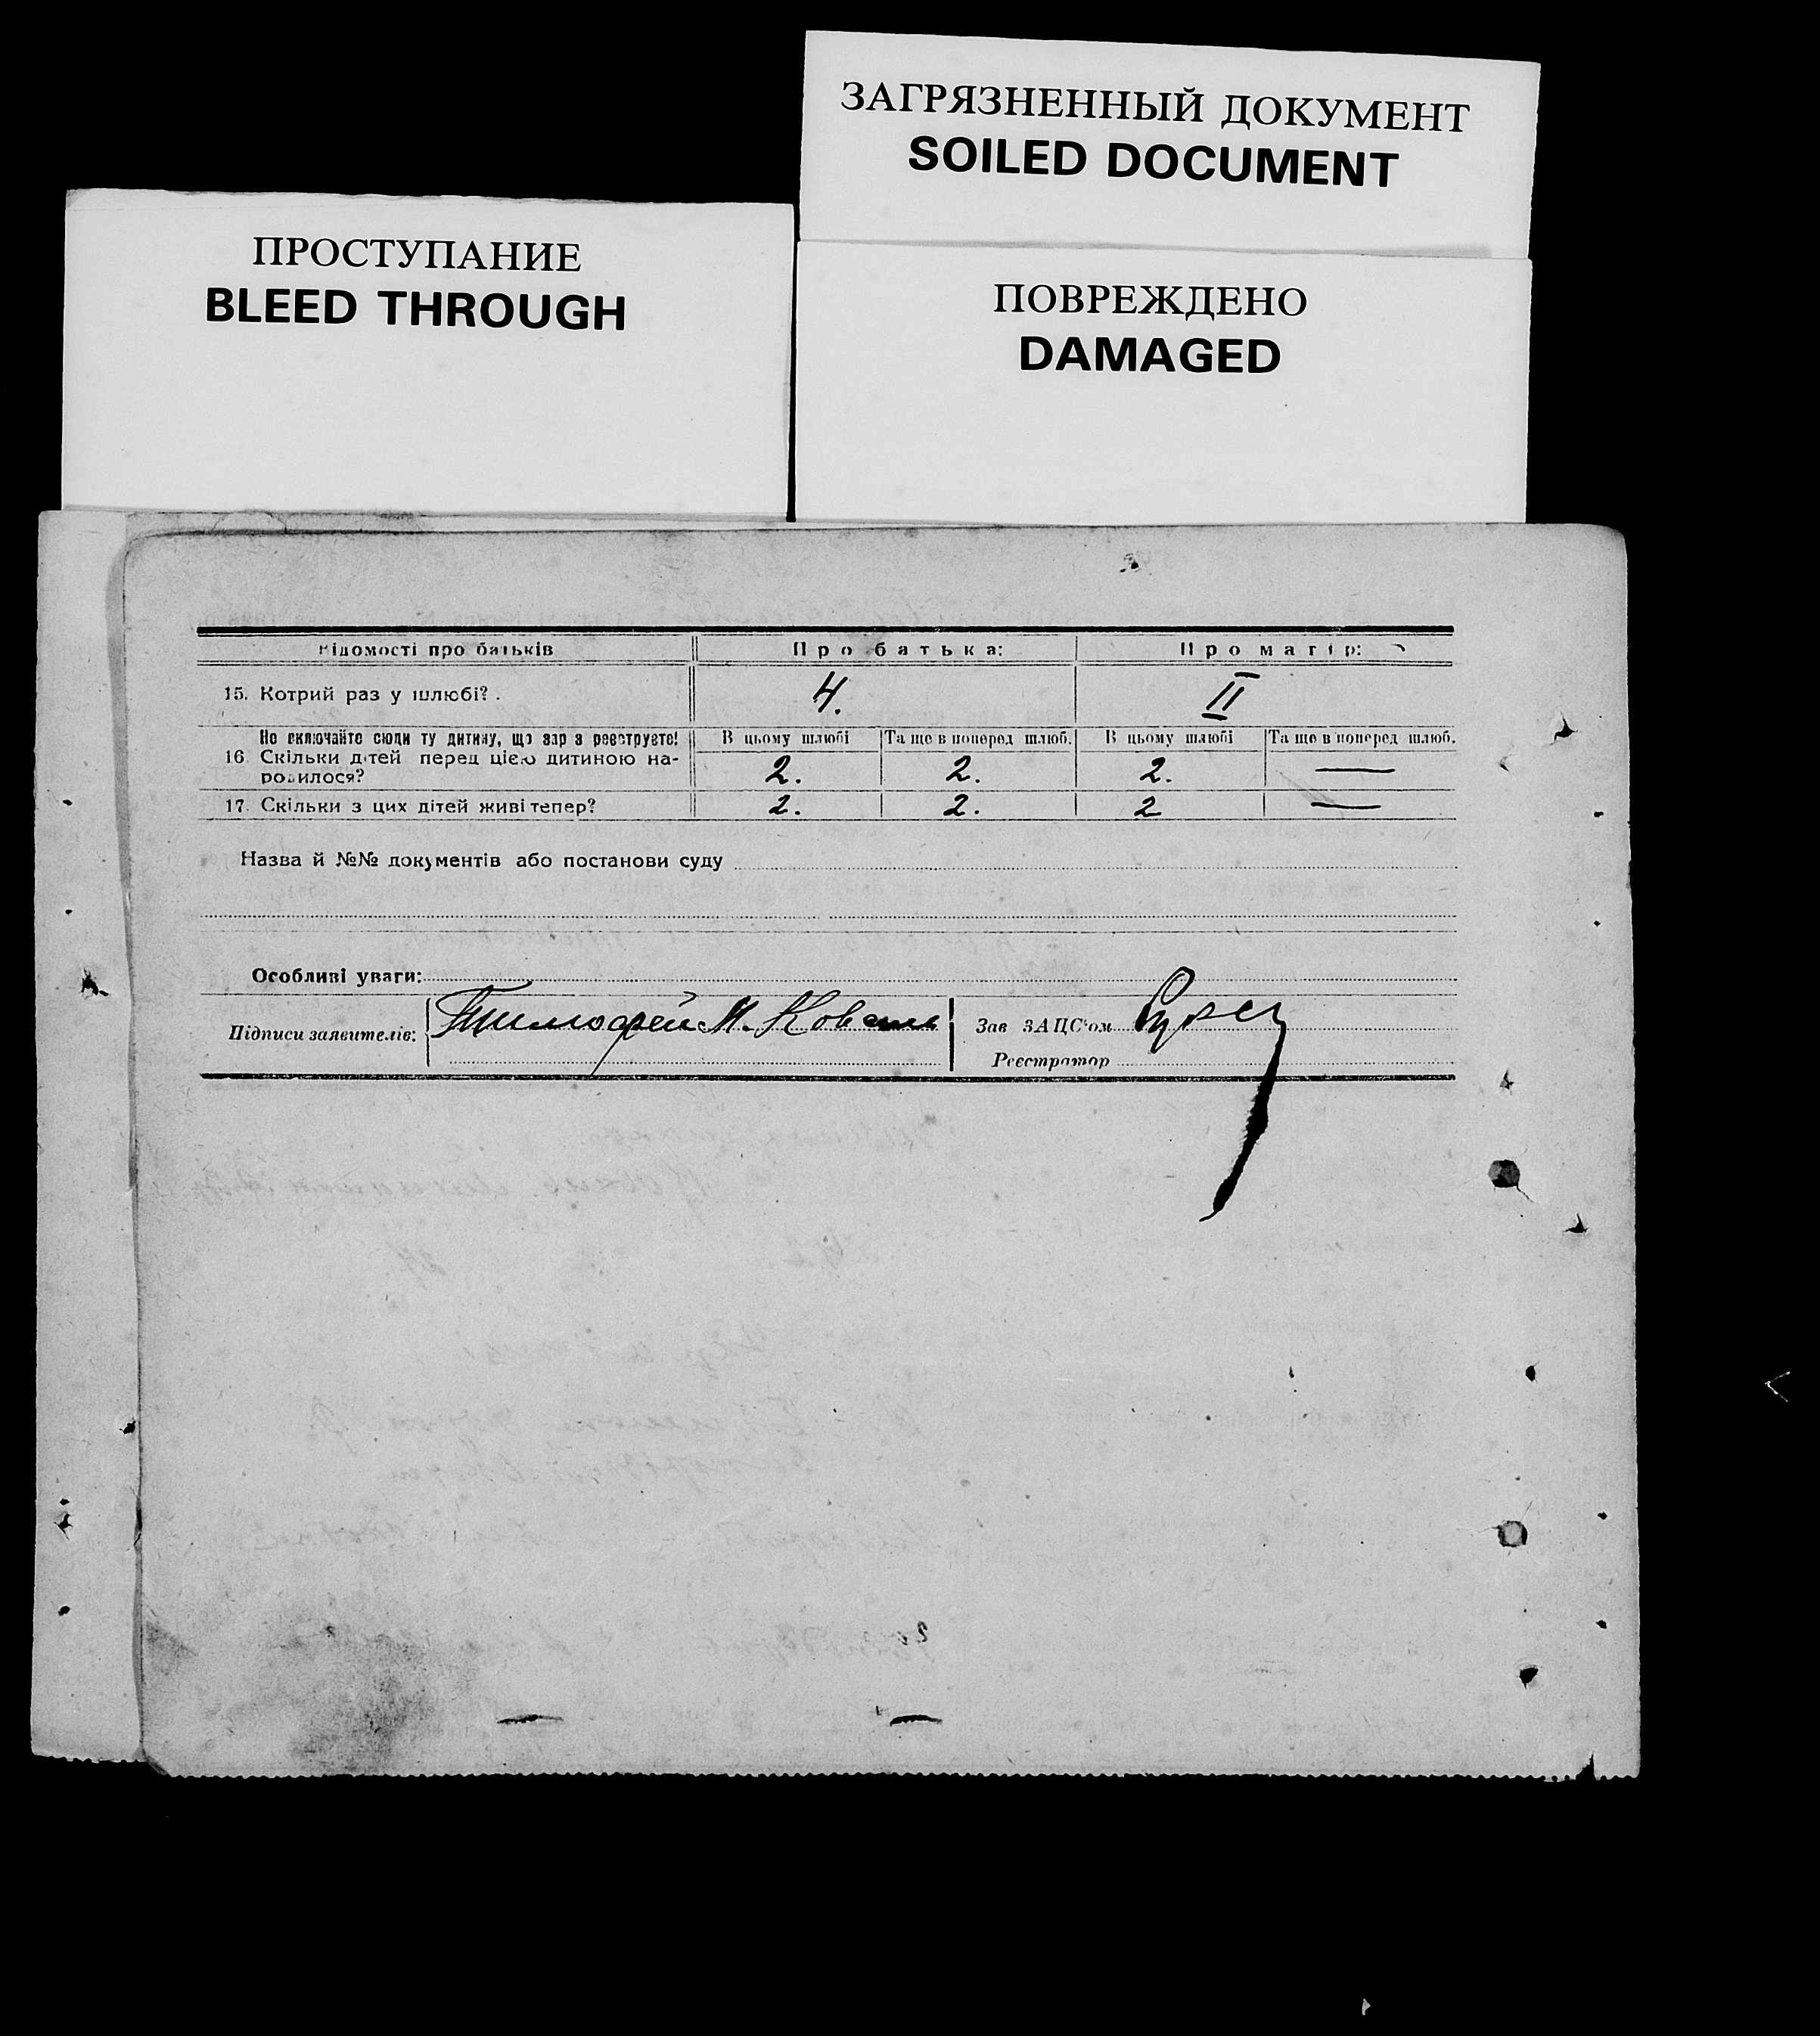 ЗАГРЯЗНЕННЫЙ ДОКУМЕНТ
SOILED DOCUMENT
ПРОСТУПАНИЕ
BLEED THROUGH
ПОВРЕЖДЕНО
DAMAGED
Відомості про батьків Про батька: Про матір:
15. Котрий раз у шлюбі? . 4. II
Не включайте сюди ту дитину, що зараз реєструєте! В цьому шлюбі Та ще в поперед шлюб. В цьому шлюбі Та ще в поперед шлюб.
16. Скільки дітей перед цією дитиною на-
родилося? 2. 2. 2. —
17. Скільки з цих дітей живі тепер? 2. 2. 2 —
Назва й №№ документів або постанови суду
Особливі уваги:
Підписи заявителів: Тимофей М. Коваль Зав ЗАЦС'ом
Реєстратор